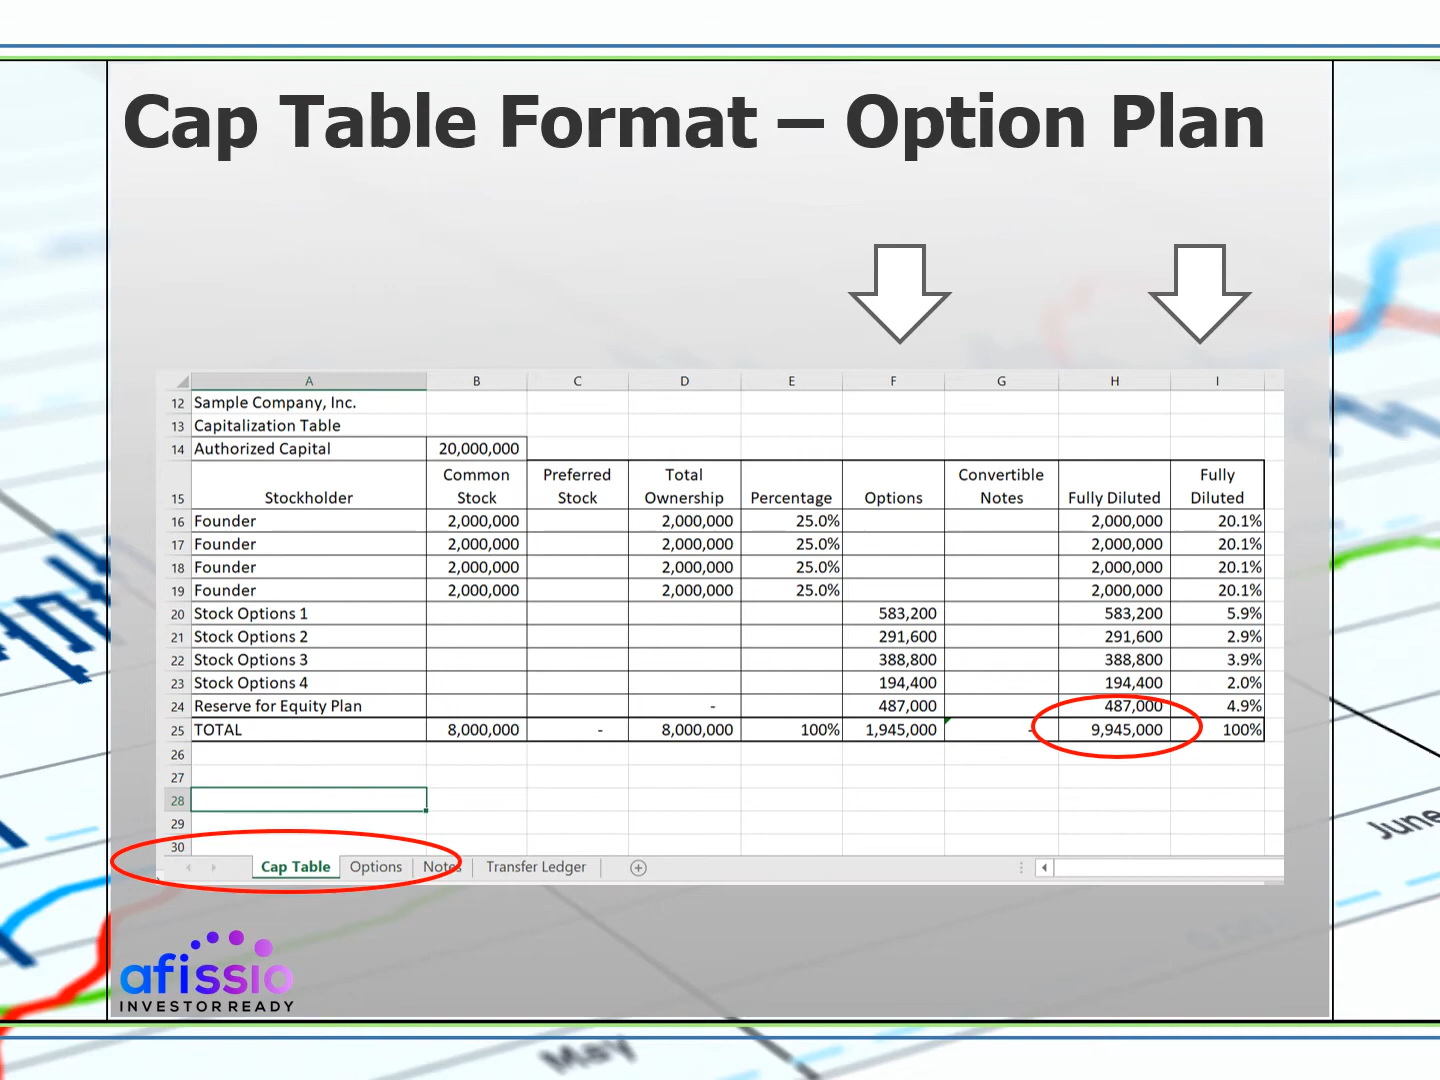 Cap Table Format – Option Plan
A B C D E F G H I
12 Sample Company, Inc.
13 Capitalization Table
14 Authorized Capital 20,000,000
15 Stockholder Common Stock Preferred Stock Total Ownership Percentage Options Convertible Notes Fully Diluted Fully Diluted
16 Founder 2,000,000 2,000,000 25.0% 2,000,000 20.1%
17 Founder 2,000,000 2,000,000 25.0% 2,000,000 20.1%
18 Founder 2,000,000 2,000,000 25.0% 2,000,000 20.1%
19 Founder 2,000,000 2,000,000 25.0% 2,000,000 20.1%
20 Stock Options 1 583,200 583,200 5.9%
21 Stock Options 2 291,600 291,600 2.9%
22 Stock Options 3 388,800 388,800 3.9%
23 Stock Options 4 194,400 194,400 2.0%
24 Reserve for Equity Plan - 487,000 487,000 4.9%
25 TOTAL 8,000,000 - 8,000,000 100% 1,945,000 - 9,945,000 100%
26
27
28
29
30
Cap Table Options Notes Transfer Ledger
June
afissio
INVESTOR READY
May